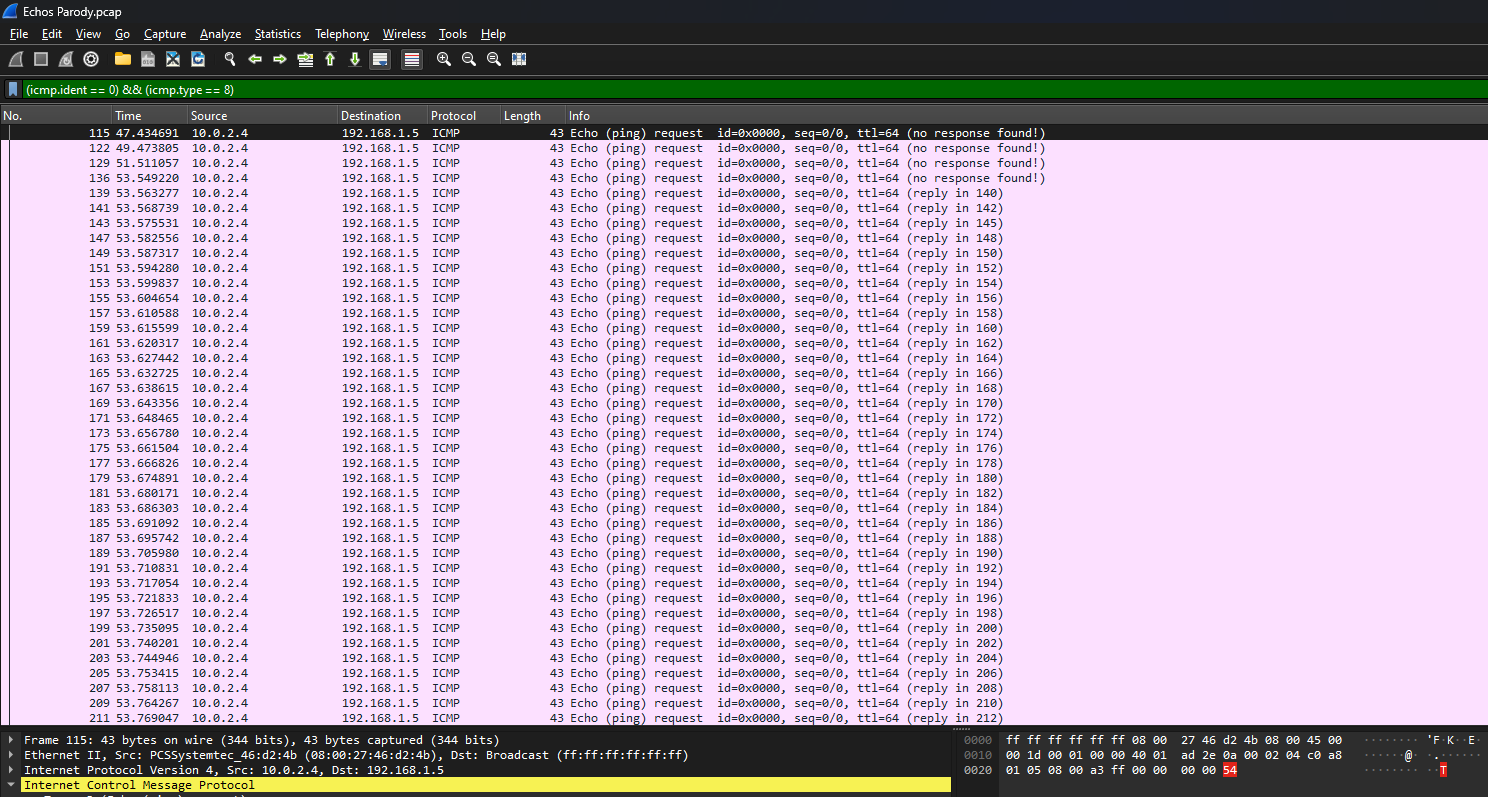 Echos Parody.pcap
File Edit View Go Capture Analyze Statistics Telephony Wireless Tools Help
(icmp.ident == 0) && (icmp.type == 8)
No. Time Source Destination Protocol Length Info
115 47.434691 10.0.2.4 192.168.1.5 ICMP 43 Echo (ping) request id=0x0000, seq=0/0, ttl=64 (no response found!)
122 49.473805 10.0.2.4 192.168.1.5 ICMP 43 Echo (ping) request id=0x0000, seq=0/0, ttl=64 (no response found!)
129 51.511057 10.0.2.4 192.168.1.5 ICMP 43 Echo (ping) request id=0x0000, seq=0/0, ttl=64 (no response found!)
136 53.549220 10.0.2.4 192.168.1.5 ICMP 43 Echo (ping) request id=0x0000, seq=0/0, ttl=64 (no response found!)
139 53.563277 10.0.2.4 192.168.1.5 ICMP 43 Echo (ping) request id=0x0000, seq=0/0, ttl=64 (reply in 140)
141 53.568739 10.0.2.4 192.168.1.5 ICMP 43 Echo (ping) request id=0x0000, seq=0/0, ttl=64 (reply in 142)
143 53.575531 10.0.2.4 192.168.1.5 ICMP 43 Echo (ping) request id=0x0000, seq=0/0, ttl=64 (reply in 145)
147 53.582556 10.0.2.4 192.168.1.5 ICMP 43 Echo (ping) request id=0x0000, seq=0/0, ttl=64 (reply in 148)
149 53.587317 10.0.2.4 192.168.1.5 ICMP 43 Echo (ping) request id=0x0000, seq=0/0, ttl=64 (reply in 150)
151 53.594280 10.0.2.4 192.168.1.5 ICMP 43 Echo (ping) request id=0x0000, seq=0/0, ttl=64 (reply in 152)
153 53.599837 10.0.2.4 192.168.1.5 ICMP 43 Echo (ping) request id=0x0000, seq=0/0, ttl=64 (reply in 154)
155 53.604654 10.0.2.4 192.168.1.5 ICMP 43 Echo (ping) request id=0x0000, seq=0/0, ttl=64 (reply in 156)
157 53.610588 10.0.2.4 192.168.1.5 ICMP 43 Echo (ping) request id=0x0000, seq=0/0, ttl=64 (reply in 158)
159 53.615599 10.0.2.4 192.168.1.5 ICMP 43 Echo (ping) request id=0x0000, seq=0/0, ttl=64 (reply in 160)
161 53.620317 10.0.2.4 192.168.1.5 ICMP 43 Echo (ping) request id=0x0000, seq=0/0, ttl=64 (reply in 162)
163 53.627442 10.0.2.4 192.168.1.5 ICMP 43 Echo (ping) request id=0x0000, seq=0/0, ttl=64 (reply in 164)
165 53.632725 10.0.2.4 192.168.1.5 ICMP 43 Echo (ping) request id=0x0000, seq=0/0, ttl=64 (reply in 166)
167 53.638615 10.0.2.4 192.168.1.5 ICMP 43 Echo (ping) request id=0x0000, seq=0/0, ttl=64 (reply in 168)
169 53.643356 10.0.2.4 192.168.1.5 ICMP 43 Echo (ping) request id=0x0000, seq=0/0, ttl=64 (reply in 170)
171 53.648465 10.0.2.4 192.168.1.5 ICMP 43 Echo (ping) request id=0x0000, seq=0/0, ttl=64 (reply in 172)
173 53.656780 10.0.2.4 192.168.1.5 ICMP 43 Echo (ping) request id=0x0000, seq=0/0, ttl=64 (reply in 174)
175 53.661504 10.0.2.4 192.168.1.5 ICMP 43 Echo (ping) request id=0x0000, seq=0/0, ttl=64 (reply in 176)
177 53.666826 10.0.2.4 192.168.1.5 ICMP 43 Echo (ping) request id=0x0000, seq=0/0, ttl=64 (reply in 178)
179 53.674891 10.0.2.4 192.168.1.5 ICMP 43 Echo (ping) request id=0x0000, seq=0/0, ttl=64 (reply in 180)
181 53.680171 10.0.2.4 192.168.1.5 ICMP 43 Echo (ping) request id=0x0000, seq=0/0, ttl=64 (reply in 182)
183 53.686303 10.0.2.4 192.168.1.5 ICMP 43 Echo (ping) request id=0x0000, seq=0/0, ttl=64 (reply in 184)
185 53.691092 10.0.2.4 192.168.1.5 ICMP 43 Echo (ping) request id=0x0000, seq=0/0, ttl=64 (reply in 186)
187 53.695742 10.0.2.4 192.168.1.5 ICMP 43 Echo (ping) request id=0x0000, seq=0/0, ttl=64 (reply in 188)
189 53.705980 10.0.2.4 192.168.1.5 ICMP 43 Echo (ping) request id=0x0000, seq=0/0, ttl=64 (reply in 190)
191 53.710831 10.0.2.4 192.168.1.5 ICMP 43 Echo (ping) request id=0x0000, seq=0/0, ttl=64 (reply in 192)
193 53.717054 10.0.2.4 192.168.1.5 ICMP 43 Echo (ping) request id=0x0000, seq=0/0, ttl=64 (reply in 194)
195 53.721833 10.0.2.4 192.168.1.5 ICMP 43 Echo (ping) request id=0x0000, seq=0/0, ttl=64 (reply in 196)
197 53.726517 10.0.2.4 192.168.1.5 ICMP 43 Echo (ping) request id=0x0000, seq=0/0, ttl=64 (reply in 198)
199 53.735095 10.0.2.4 192.168.1.5 ICMP 43 Echo (ping) request id=0x0000, seq=0/0, ttl=64 (reply in 200)
201 53.740201 10.0.2.4 192.168.1.5 ICMP 43 Echo (ping) request id=0x0000, seq=0/0, ttl=64 (reply in 202)
203 53.744946 10.0.2.4 192.168.1.5 ICMP 43 Echo (ping) request id=0x0000, seq=0/0, ttl=64 (reply in 204)
205 53.753415 10.0.2.4 192.168.1.5 ICMP 43 Echo (ping) request id=0x0000, seq=0/0, ttl=64 (reply in 206)
207 53.758113 10.0.2.4 192.168.1.5 ICMP 43 Echo (ping) request id=0x0000, seq=0/0, ttl=64 (reply in 208)
209 53.764267 10.0.2.4 192.168.1.5 ICMP 43 Echo (ping) request id=0x0000, seq=0/0, ttl=64 (reply in 210)
211 53.769047 10.0.2.4 192.168.1.5 ICMP 43 Echo (ping) request id=0x0000, seq=0/0, ttl=64 (reply in 212)
Frame 115: 43 bytes on wire (344 bits), 43 bytes captured (344 bits)
Ethernet II, Src: PCSSystemtec_46:d2:4b (08:00:27:46:d2:4b), Dst: Broadcast (ff:ff:ff:ff:ff:ff)
Internet Protocol Version 4, Src: 10.0.2.4, Dst: 192.168.1.5
Internet Control Message Protocol
0000 ff ff ff ff ff ff 08 00 27 46 d2 4b 08 00 45 00 ········ 'F·K··E·
0010 00 1d 00 01 00 00 40 01 ad 2e 0a 00 02 04 c0 a8 ······@· ·.······
0020 01 05 08 00 a3 ff 00 00 00 00 54 ········ ··T